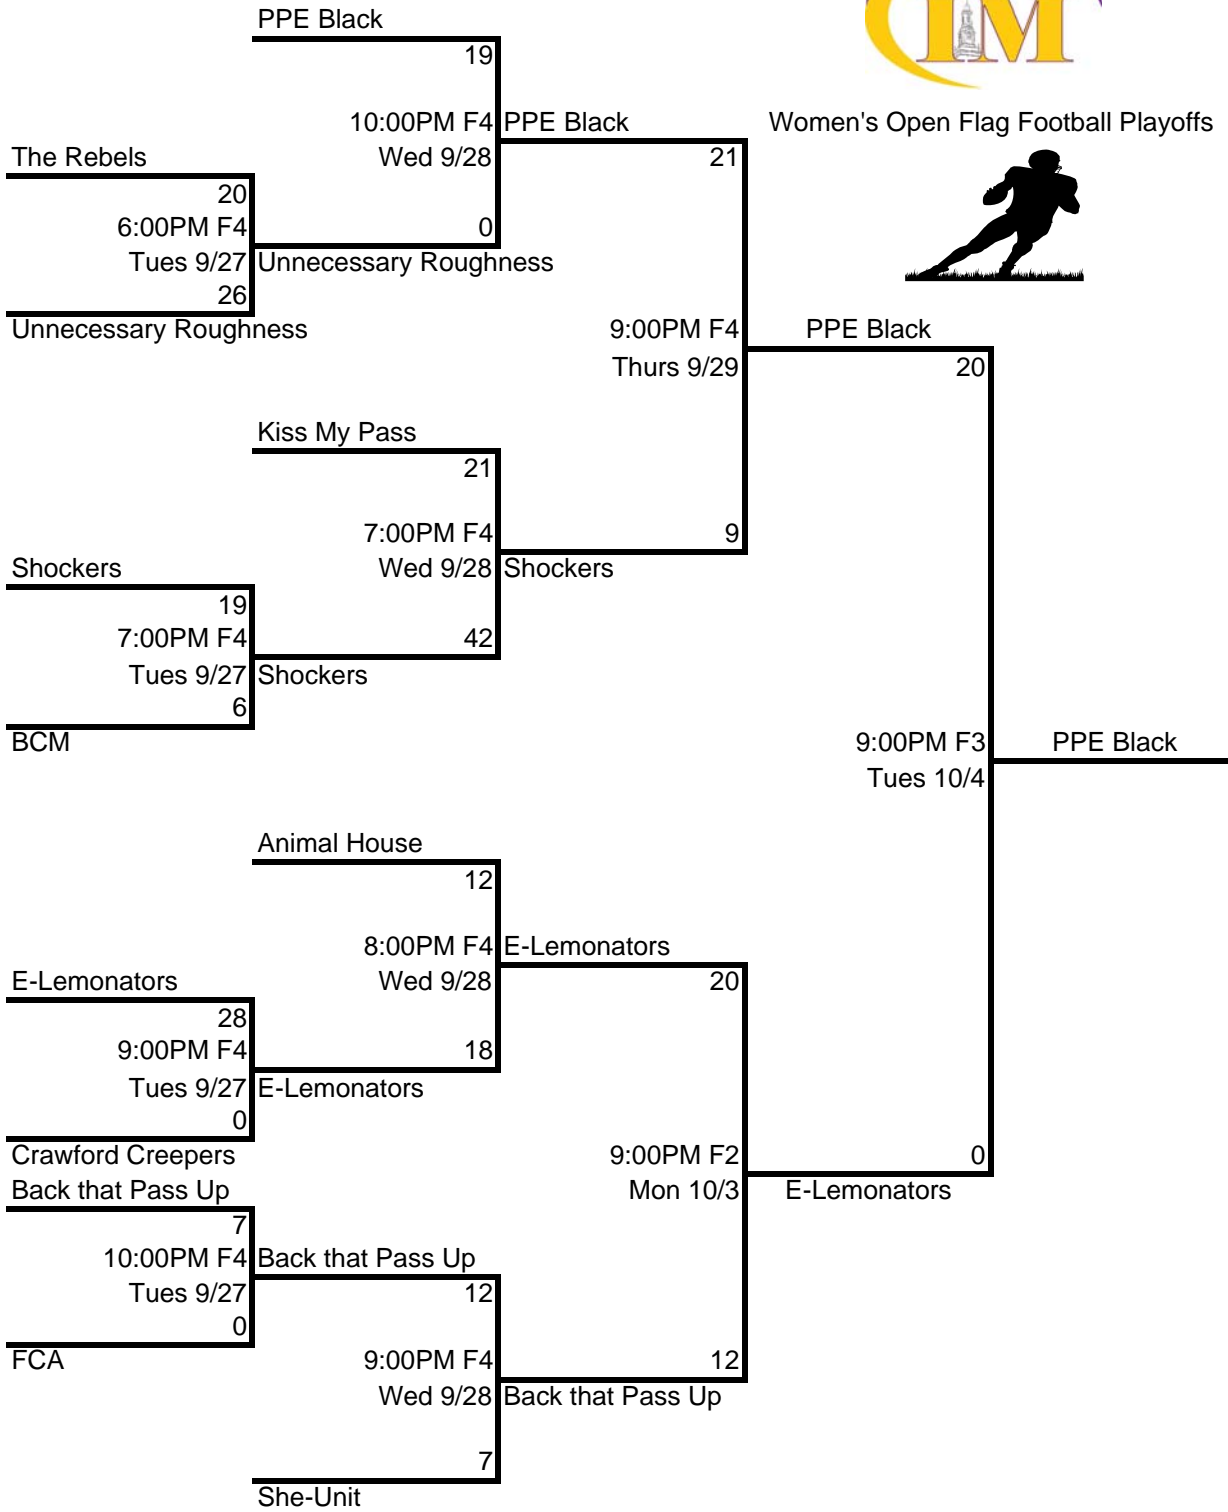 PPE Black
19
IM
10:00PM F4 PPE Black
Women's Open Flag Football Playoffs
The Rebels
Wed 9/28
21
20
6:00PM F4
0
Tues 9/27 Unnecessary Roughness
26
Unnecessary Roughness
9:00PM F4
PPE Black
Thurs 9/29
20
Kiss My Pass
21
7:00PM F4
9
Shockers
Wed 9/28 Shockers
19
7:00PM F4
42
Tues 9/27 Shockers
6
BCM
9:00PM F3
PPE Black
Tues 10/4
Animal House
12
8:00PM F4 E-Lemonators
E-Lemonators
Wed 9/28
20
28
9:00PM F4
18
Tues 9/27 E-Lemonators
0
Crawford Creepers
9:00PM F2
0
Back that Pass Up
Mon 10/3
E-Lemonators
7
10:00PM F4 Back that Pass Up
Tues 9/27
12
0
FCA
9:00PM F4
12
Wed 9/28 Back that Pass Up
7
She-Unit